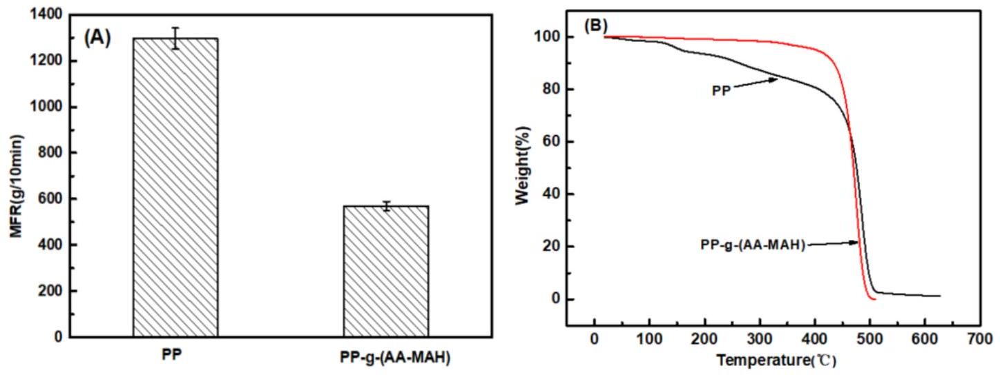 (A)
MFR(g/10min)
1400
1200
1000
800
600
400
200
0
PP
PP-g-(AA-MAH)
(B)
Weight(%)
100
80
60
40
20
0
PP
PP-g-(AA-MAH)
0 100 200 300 400 500 600 700
Temperature(℃)